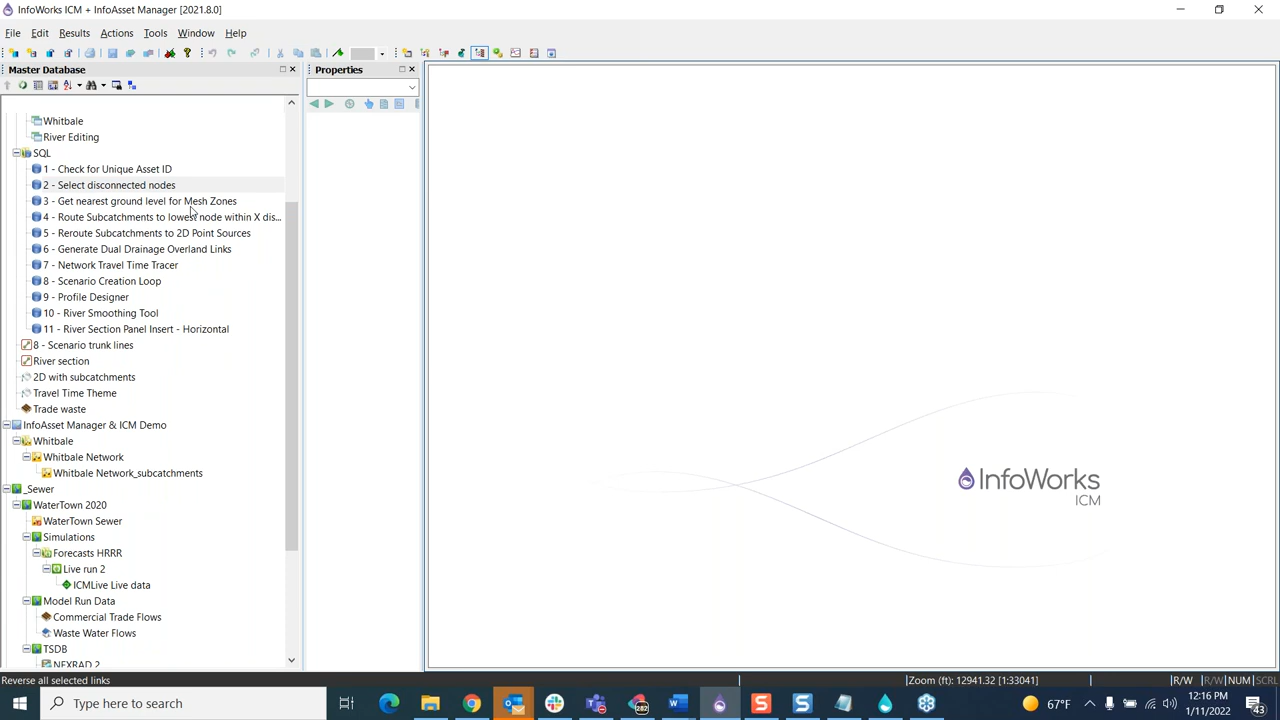 InfoWorks ICM + InfoAsset Manager [2021.8.0]
File Edit Results Actions Tools Window Help
Master Database
Properties
Whitbale
River Editing
SQL
1 - Check for Unique Asset ID
2 - Select disconnected nodes
3 - Get nearest ground level for Mesh Zones
4 - Route Subcatchments to lowest node within X dis...
5 - Reroute Subcatchments to 2D Point Sources
6 - Generate Dual Drainage Overland Links
7 - Network Travel Time Tracer
8 - Scenario Creation Loop
9 - Profile Designer
10 - River Smoothing Tool
11 - River Section Panel Insert - Horizontal
8 - Scenario trunk lines
River section
2D with subcatchments
Travel Time Theme
Trade waste
InfoAsset Manager & ICM Demo
Whitbale
Whitbale Network
Whitbale Network_subcatchments
_Sewer
WaterTown 2020
WaterTown Sewer
Simulations
Forecasts HRRR
Live run 2
ICMLive Live data
Model Run Data
Commercial Trade Flows
Waste Water Flows
TSDB
NEXRAD 2
InfoWorks
ICM
Reverse all selected links
Zoom (ft): 12941.32 [1:33041]
R/W R/W NUM SCRL
Type here to search
282
67°F
12:16 PM
1/11/2022
43